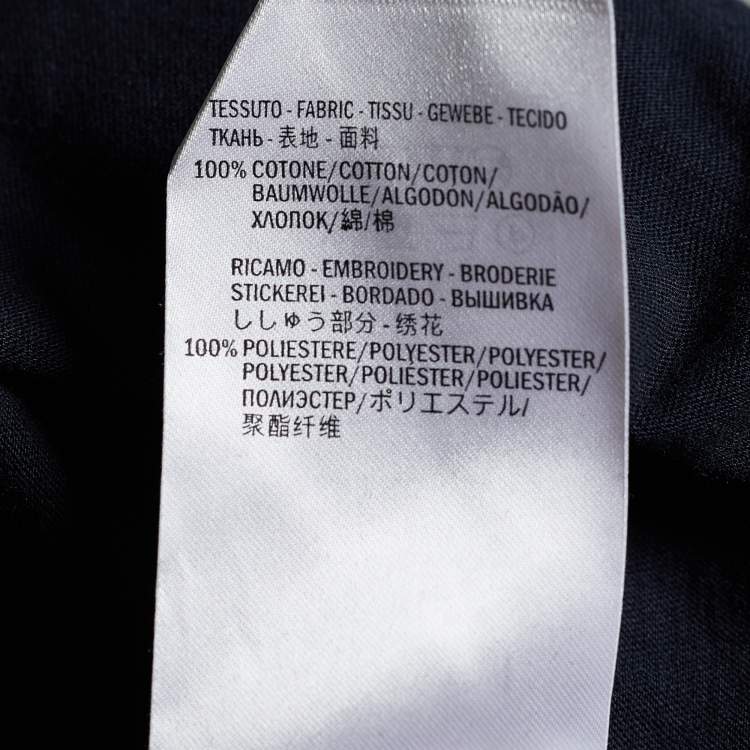 TESSUTO - FABRIC - TISSU - GEWEBE - TECIDO
ТКАНЬ - 表地 - 面料
100% COTONE/COTTON/COTON/
BAUMWOLLE/ALGODON/ALGODÃO/
ХЛОПОК/綿/棉
RICAMO - EMBROIDERY - BRODERIE
STICKEREI - BORDADO - ВЫШИВКА
ししゅう部分 - 绣花
100% POLIESTERE/POLYESTER/POLYESTER/
POLYESTER/POLIÉSTER/POLIESTER/
ПОЛИЭСТЕР/ポリエステル/
聚酯纤维